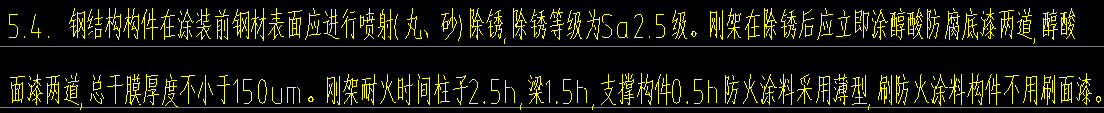 5.4. 钢结构构件在涂装前钢材表面应进行喷射(丸、砂)除锈,除锈等级为Sa2.5级。刚架在除锈后应立即涂醇酸防腐底漆两道,醇酸
面漆两道,总干膜厚度不小于150um。刚架耐火时间柱子2.5h,梁1.5h,支撑构件0.5h防火涂料采用薄型,刷防火涂料构件不用刷面漆。